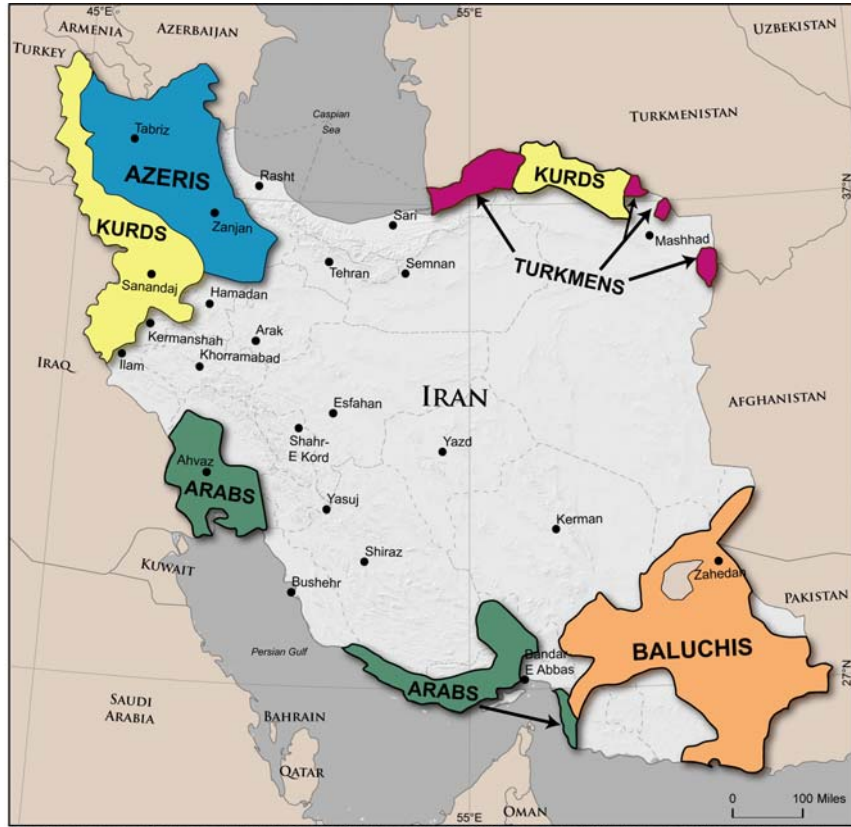 45°E
55°E
ARMENIA
AZERBAIJAN
UZBEKISTAN
TURKEY
Caspian
Sea
TURKMENISTAN
Tabriz
AZERIS
Rasht
KURDS
37°N
Zanjan
Sari
KURDS
Mashhad
Tehran
Semnan
TURKMENS
Sanandaj
Hamadan
Kermanshah
Arak
Khorramabad
Ilam
IRAQ
IRAN
AFGHANISTAN
Esfahan
Shahr-
E Kord
Yazd
Ahvaz
ARABS
Yasuj
Kerman
Shiraz
Zahedan
KUWAIT
Bushehr
PAKISTAN
Persian Gulf
BALUCHIS
Bandar-
E Abbas
27°N
ARABS
SAUDI
ARABIA
BAHRAIN
QATAR
OMAN
55°E
0 100 Miles